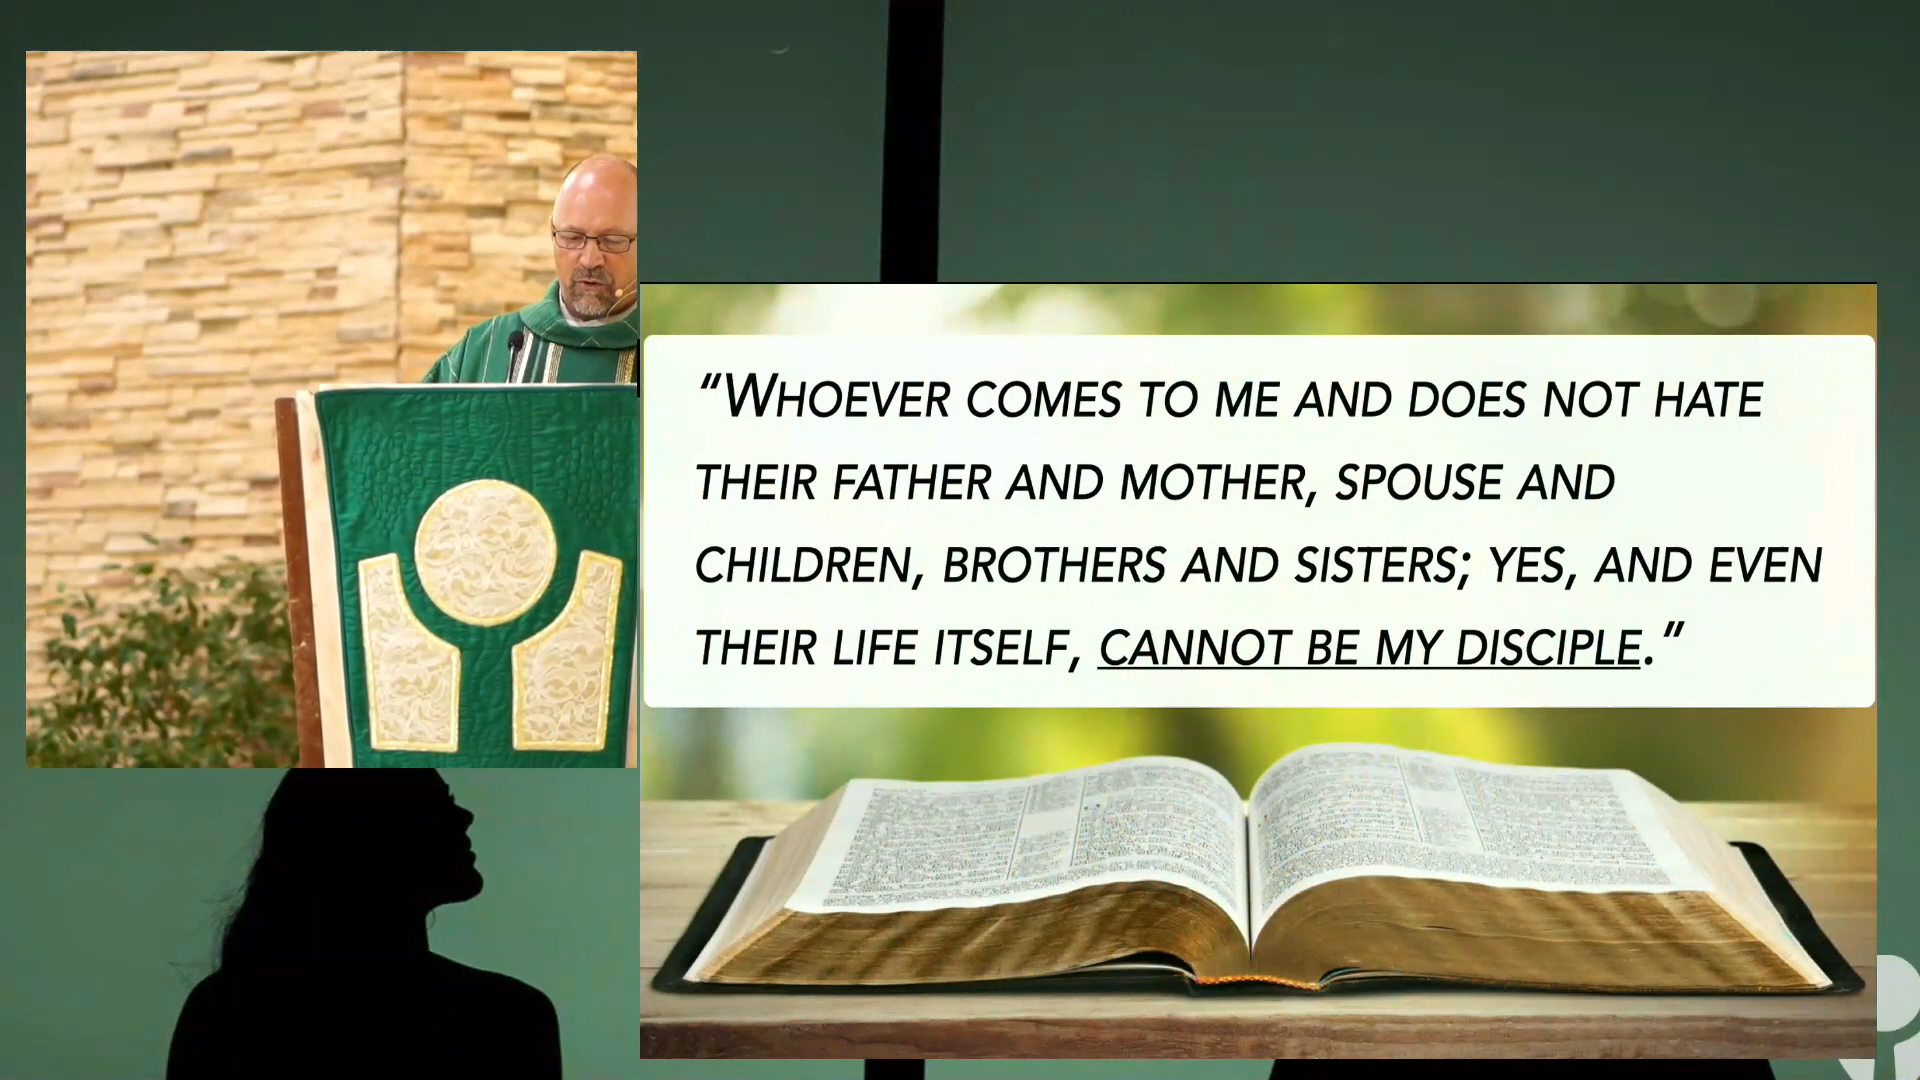 “WHOEVER COMES TO ME AND DOES NOT HATE
THEIR FATHER AND MOTHER, SPOUSE AND
CHILDREN, BROTHERS AND SISTERS; YES, AND EVEN
THEIR LIFE ITSELF, CANNOT BE MY DISCIPLE.”